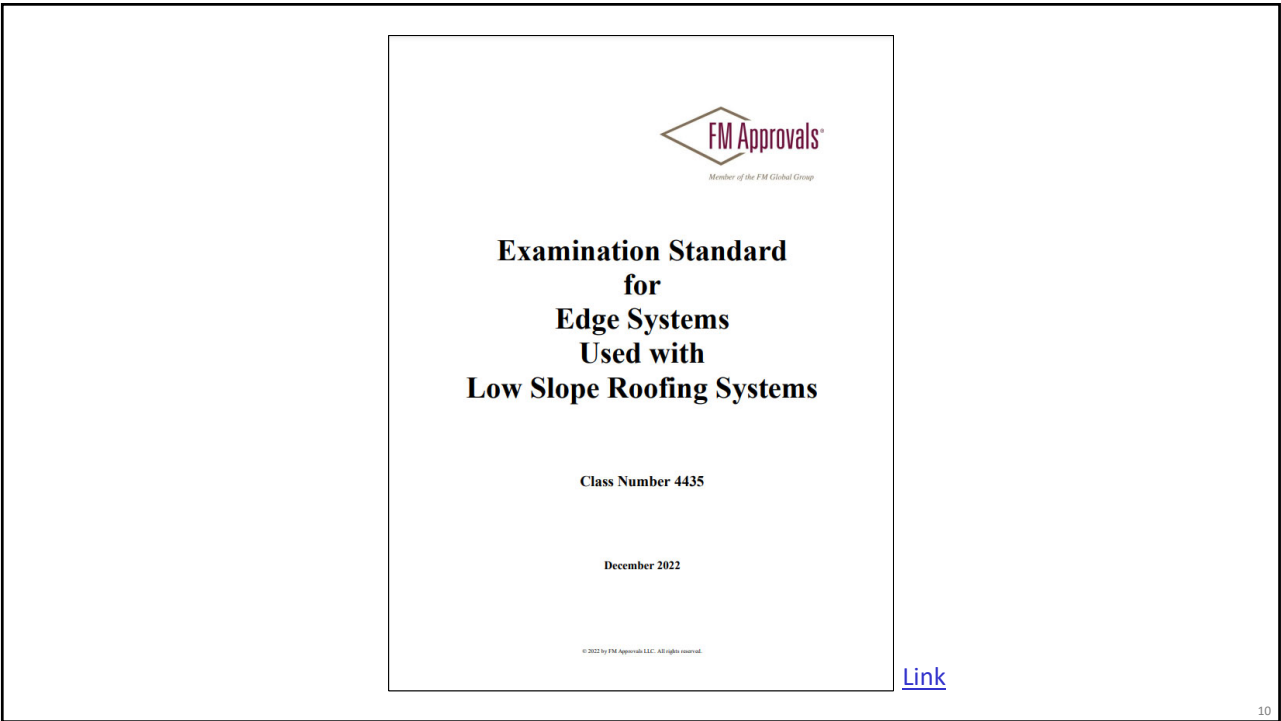 FM Approvals®
Member of the FM Global Group
Examination Standard
for
Edge Systems
Used with
Low Slope Roofing Systems
Class Number 4435
December 2022
© 2022 by FM Approvals LLC. All rights reserved.
Link
10